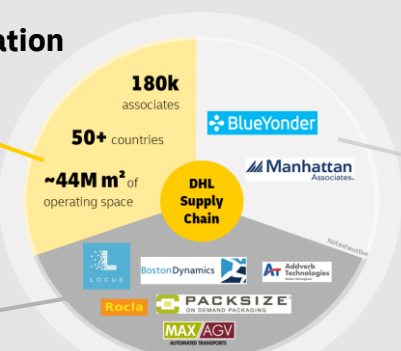 ation
180k
associates
50+ countries
~44M m² of
operating space
BlueYonder
Manhattan
Associates.
DHL
Supply
Chain
Not exhaustive
LOCUS
BostonDynamics
Addverb
Technologies
Rocla
PACKSIZE
ON DEMAND PACKAGING
MAX AGV
AUTOMATED TRANSPORTS